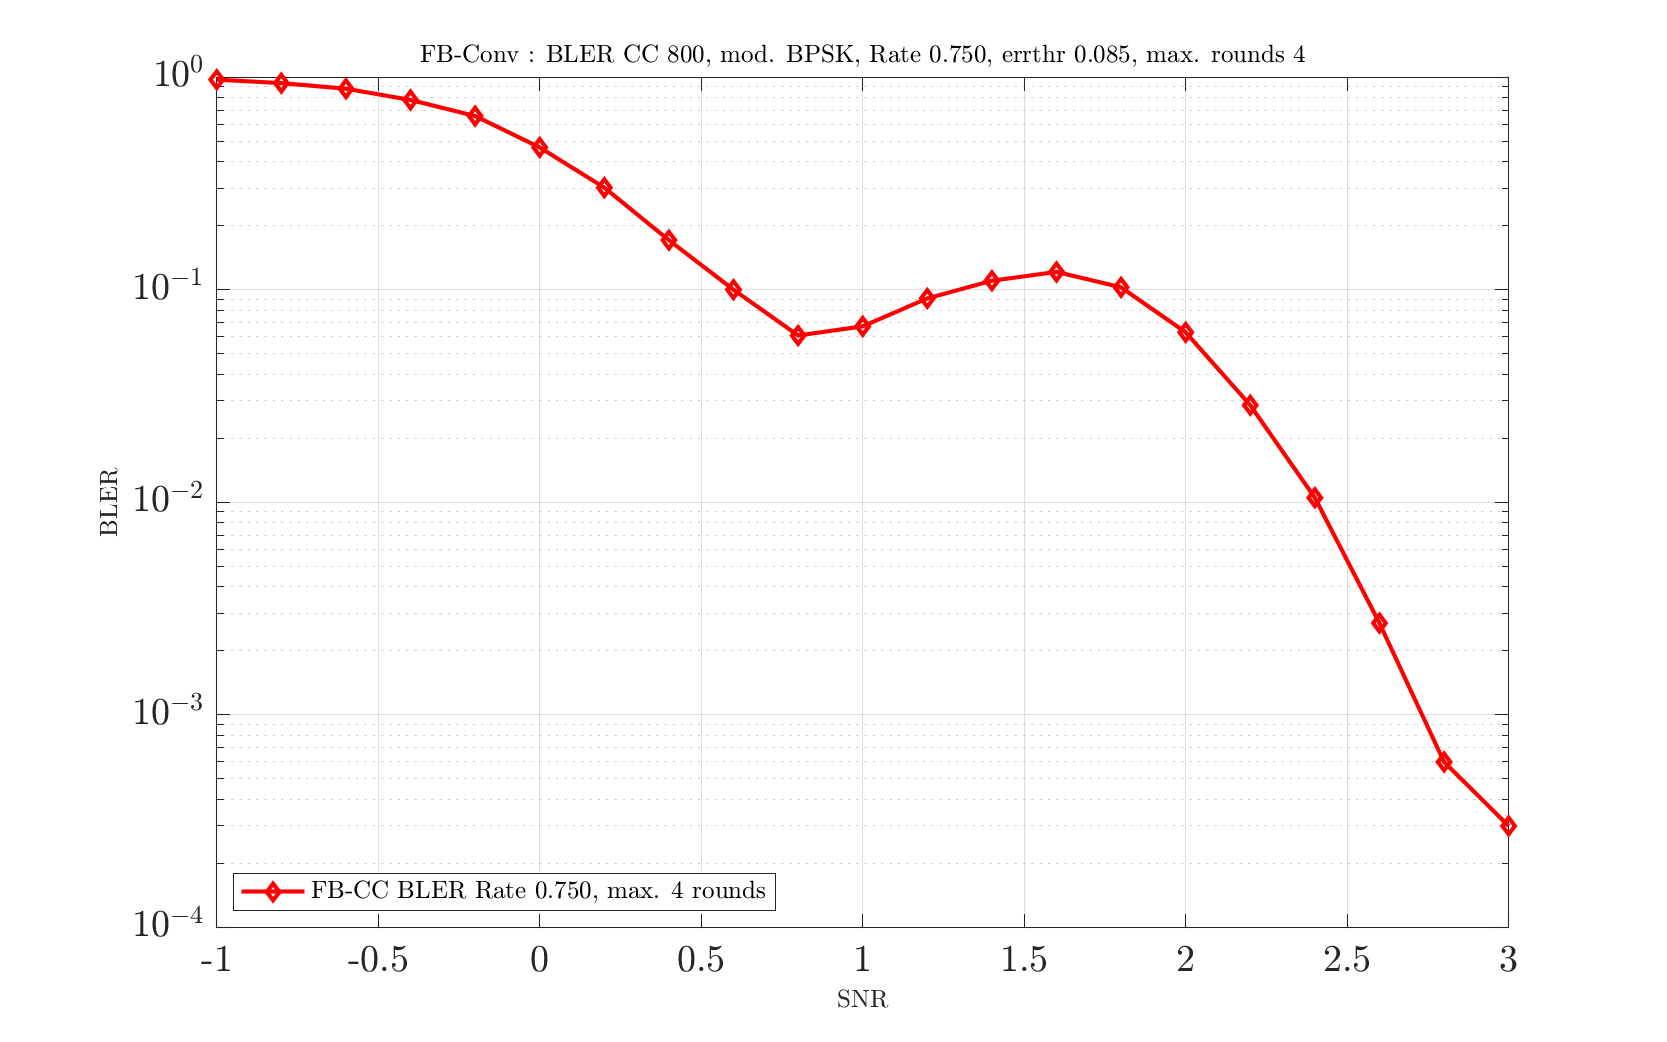 FB-Conv : BLER CC 800, mod. BPSK, Rate 0.750, errthr 0.085, max. rounds 4
10^0
10^{-1}
10^{-2}
10^{-3}
10^{-4}
BLER
FB-CC BLER Rate 0.750, max. 4 rounds
-1 -0.5 0 0.5 1 1.5 2 2.5 3
SNR